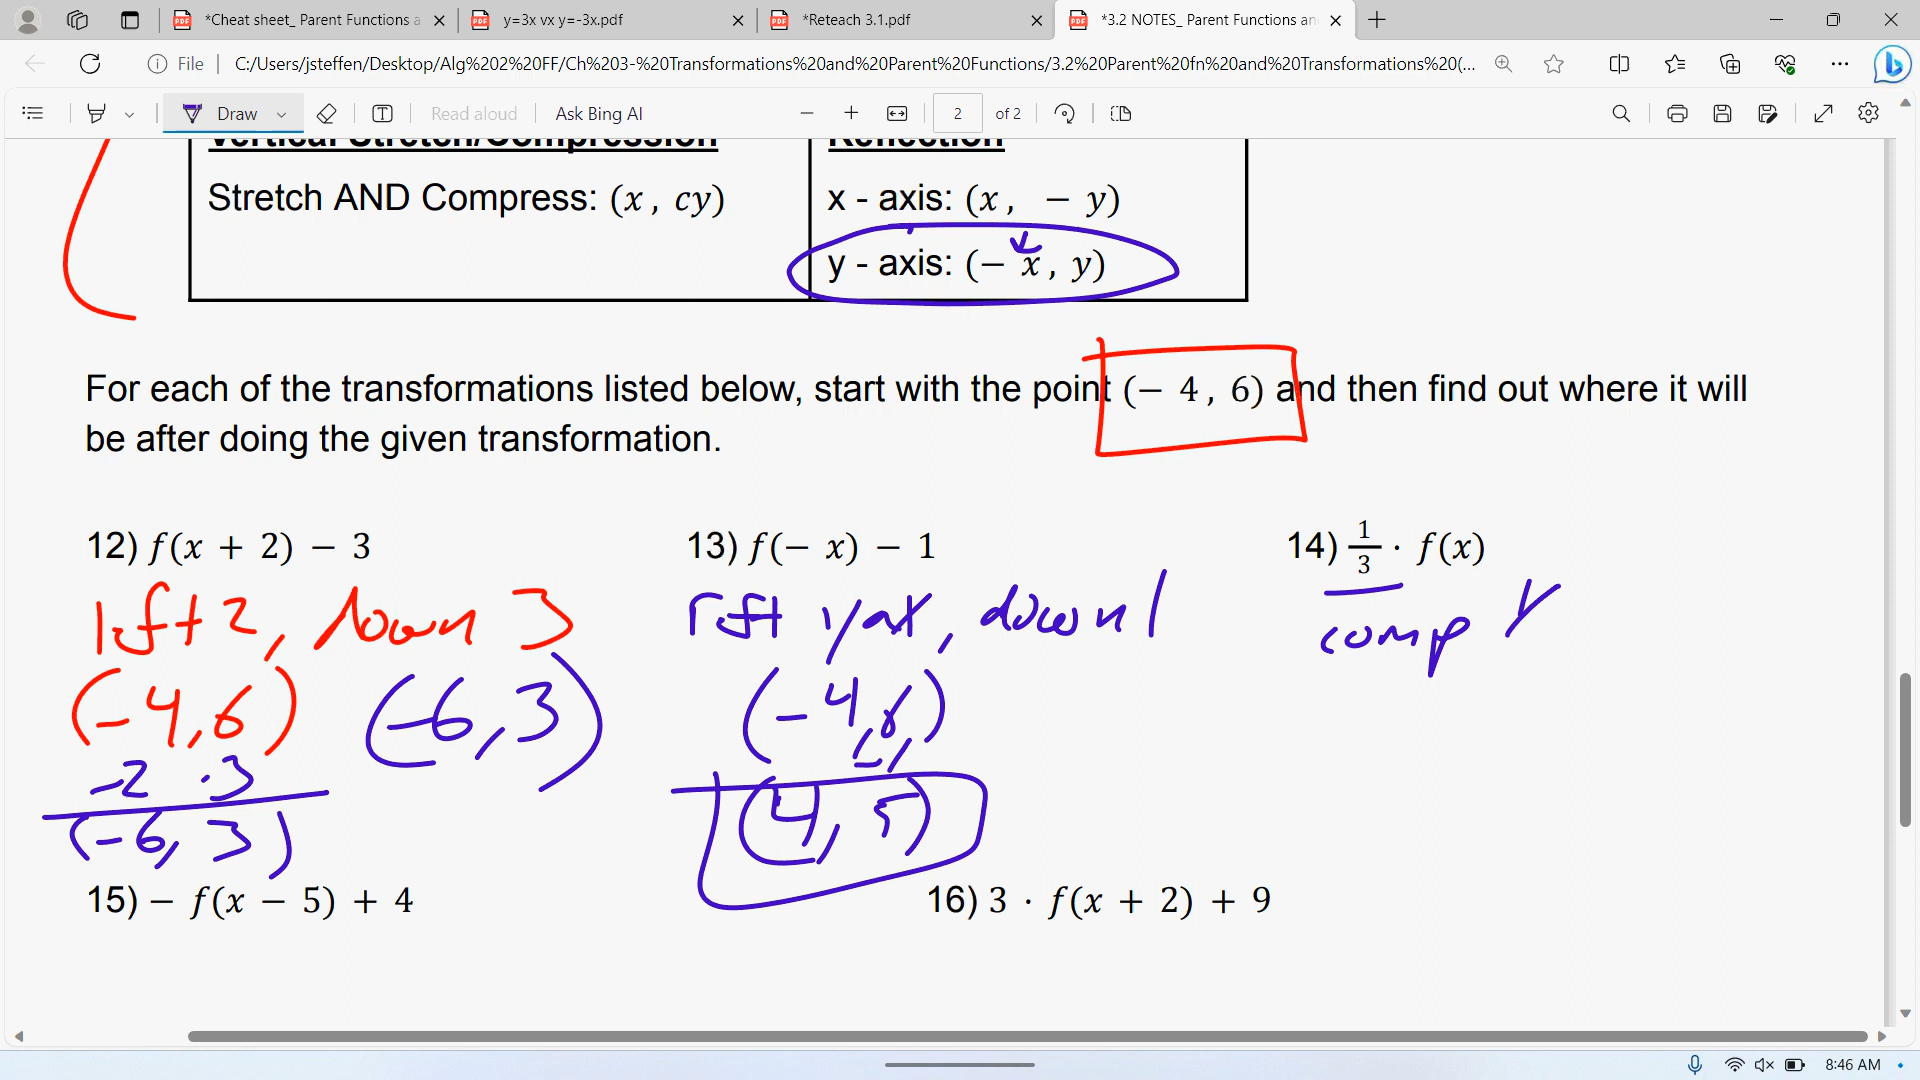 *Cheat sheet_ Parent Functions a
y=3x vx y=-3x.pdf
*Reteach 3.1.pdf
*3.2 NOTES_ Parent Functions an
File
C:/Users/jsteffen/Desktop/Alg%202%20FF/Ch%203-%20Transformations%20and%20Parent%20Functions/3.2%20Parent%20fn%20and%20Transformations%20(...
Draw
Read aloud
Ask Bing AI
2 of 2
Vertical Stretch/Compression
Reflection
Stretch AND Compress: (x, cy)
x - axis: (x, − y)
y - axis: (− x, y)
For each of the transformations listed below, start with the point (− 4, 6) and then find out where it will
be after doing the given transformation.
12) f(x + 2) − 3
13) f(− x) − 1
14) 1/3 · f(x)
left 2, down 3
down 1
comp y
(-4,6)
(-6,3)
(-4,6)
-2 -3
(-6,3)
(4,5)
15) − f(x − 5) + 4
16) 3 · f(x + 2) + 9
8:46 AM